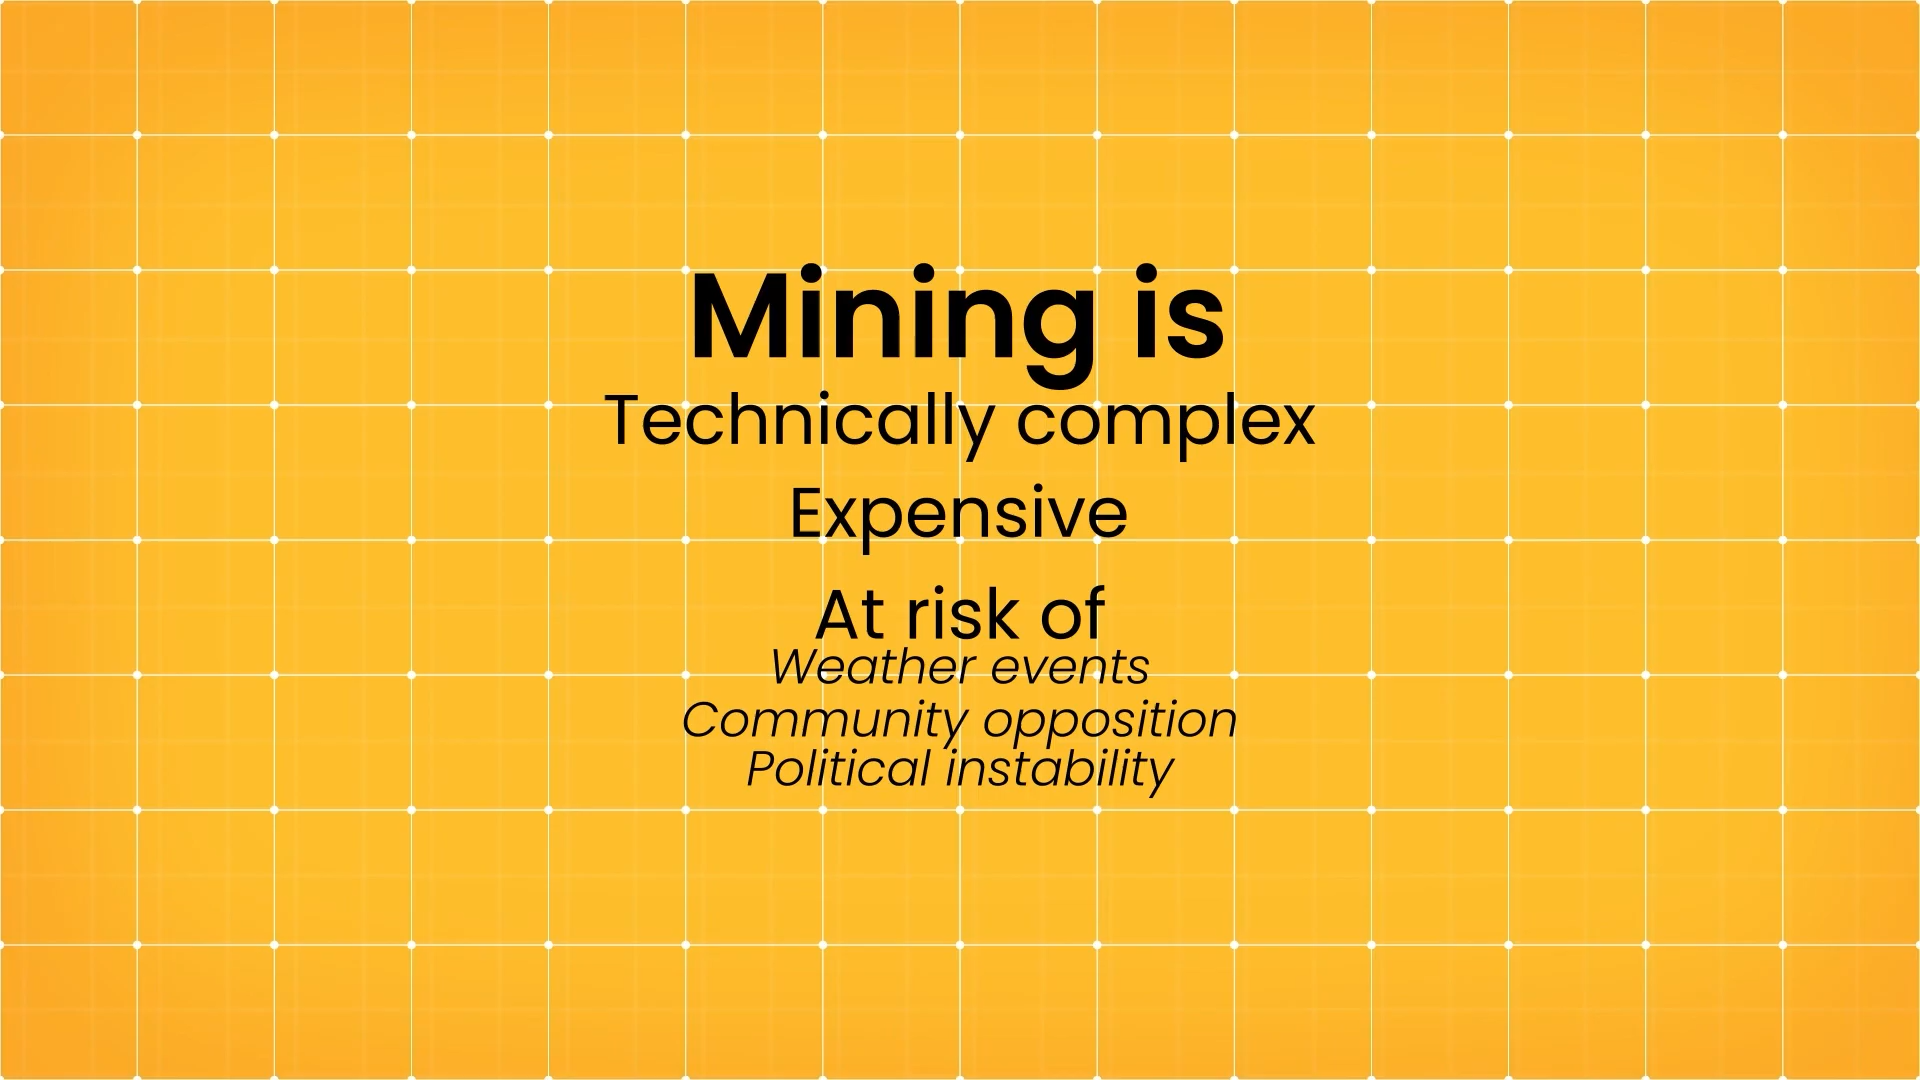 Mining is
Technically complex
Expensive
At risk of
Weather events
Community opposition
Political instability